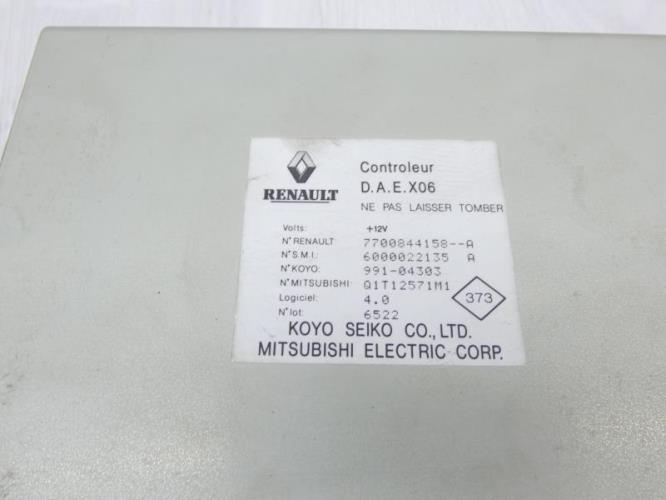 RENAULT
Controleur
D.A.E.X06
NE PAS LAISSER TOMBER
Volts: +12V
N°RENAULT 7700844158--A
N°S.M.I.: 6000022135 A
N°KOYO: 991-04303
N°MITSUBISHI: Q1T12571M1
Logiciel: 4.0
N°lot: 6522
373
KOYO SEIKO CO.,LTD.
MITSUBISHI ELECTRIC CORP.